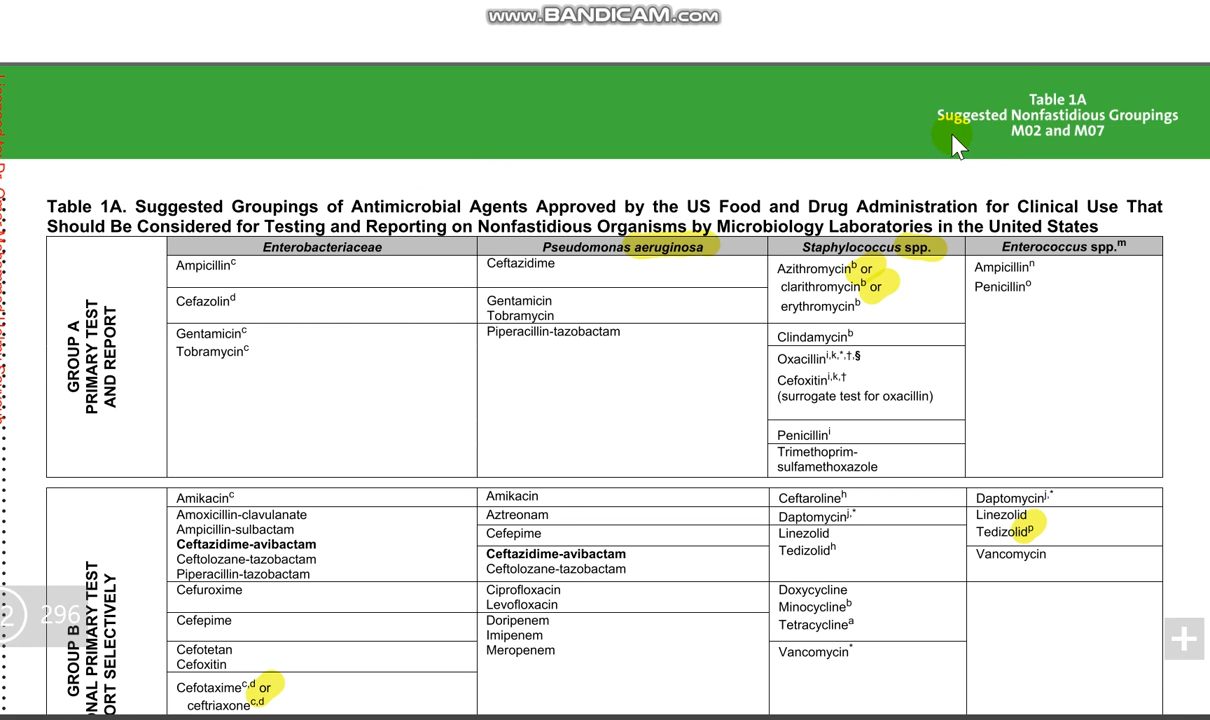 www.BANDICAM.com
Table 1A
Suggested Nonfastidious Groupings
M02 and M07
Table 1A. Suggested Groupings of Antimicrobial Agents Approved by the US Food and Drug Administration for Clinical Use That
Should Be Considered for Testing and Reporting on Nonfastidious Organisms by Microbiology Laboratories in the United States
Enterobacteriaceae
Pseudomonas aeruginosa
Staphylococcus spp.
Enterococcus spp.m
GROUP A
PRIMARY TEST
AND REPORT
Ampicillinc
Cefazolind
Gentamicinc
Tobramycinc
Ceftazidime
Gentamicin
Tobramycin
Piperacillin-tazobactam
Azithromycinb or
clarithromycinb or
erythromycinb
Clindamycinb
Oxacillini,k,*,†,§
Cefoxitini,k,†
(surrogate test for oxacillin)
Penicillini
Trimethoprim-
sulfamethoxazole
Ampicillinn
Penicillino
GROUP B
NAL PRIMARY TEST
ORT SELECTIVELY
Amikacinc
Amoxicillin-clavulanate
Ampicillin-sulbactam
Ceftazidime-avibactam
Ceftolozane-tazobactam
Piperacillin-tazobactam
Cefuroxime
Cefepime
Cefotetan
Cefoxitin
Cefotaximec,d or
ceftriaxonec,d
Amikacin
Aztreonam
Cefepime
Ceftazidime-avibactam
Ceftolozane-tazobactam
Ciprofloxacin
Levofloxacin
Doripenem
Imipenem
Meropenem
Ceftarolineh
Daptomycinj,*
Linezolid
Tedizolidh
Doxycycline
Minocyclineb
Tetracyclinea
Vancomycin*
Daptomycinj,*
Linezolid
Tedizolidp
Vancomycin
2
296